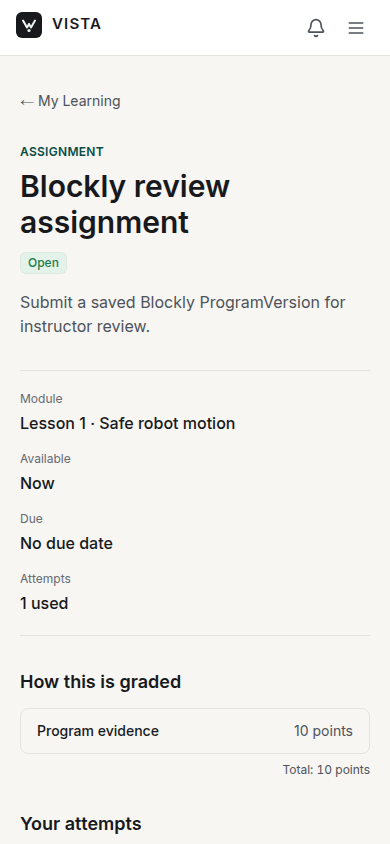 VISTA
← My Learning
ASSIGNMENT
Blockly review
assignment
Open
Submit a saved Blockly ProgramVersion for
instructor review.
Module
Lesson 1 · Safe robot motion
Available
Now
Due
No due date
Attempts
1 used
How this is graded
Program evidence 10 points
Total: 10 points
Your attempts